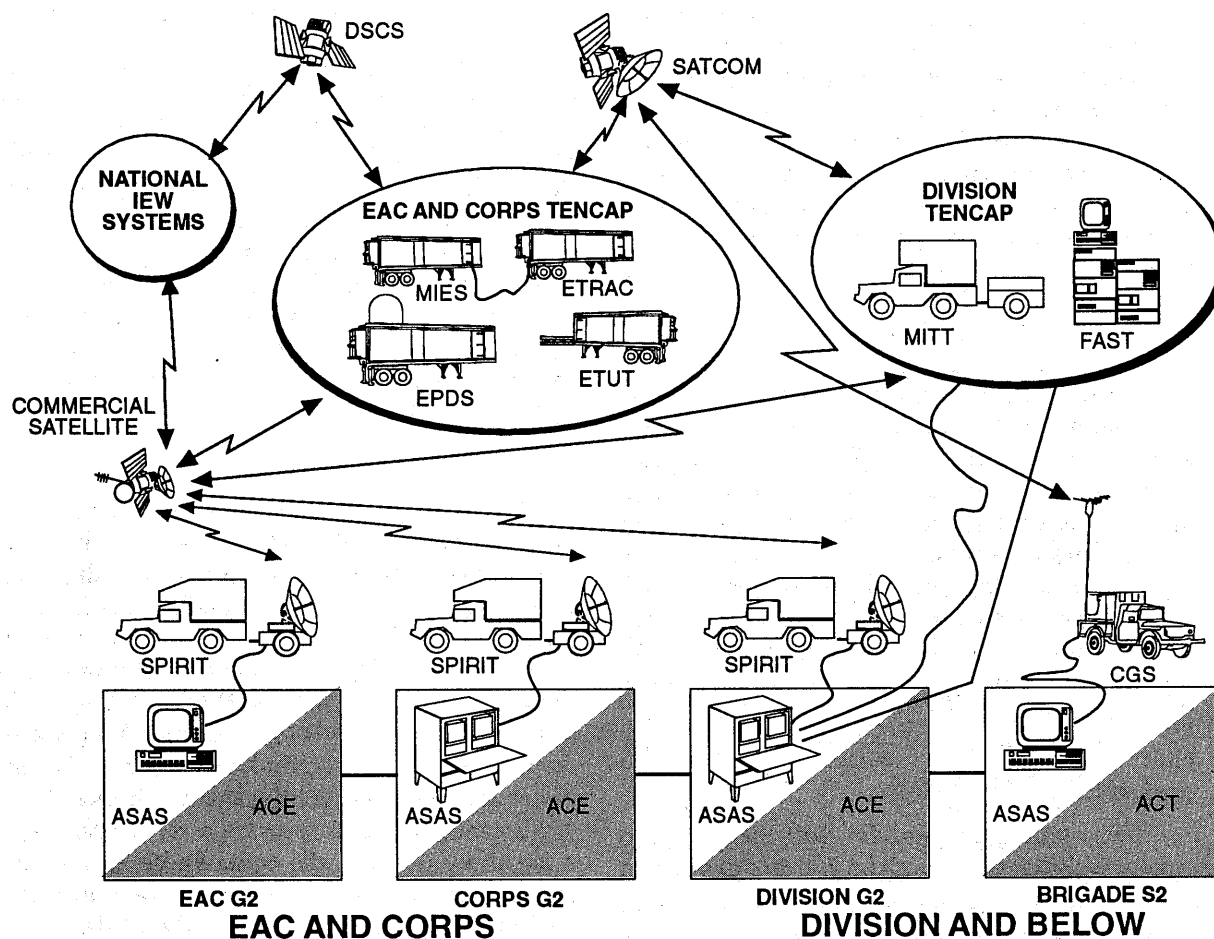 DSCS
SATCOM
NATIONAL
IEW
SYSTEMS
EAC AND CORPS TENCAP
MIES
ETRAC
EPDS
ETUT
DIVISION
TENCAP
MITT
FAST
COMMERCIAL
SATELLITE
SPIRIT
SPIRIT
SPIRIT
CGS
ASAS
ACE
ASAS
ACE
ASAS
ACE
ASAS
ACT
EAC G2
CORPS G2
DIVISION G2
BRIGADE S2
EAC AND CORPS
DIVISION AND BELOW